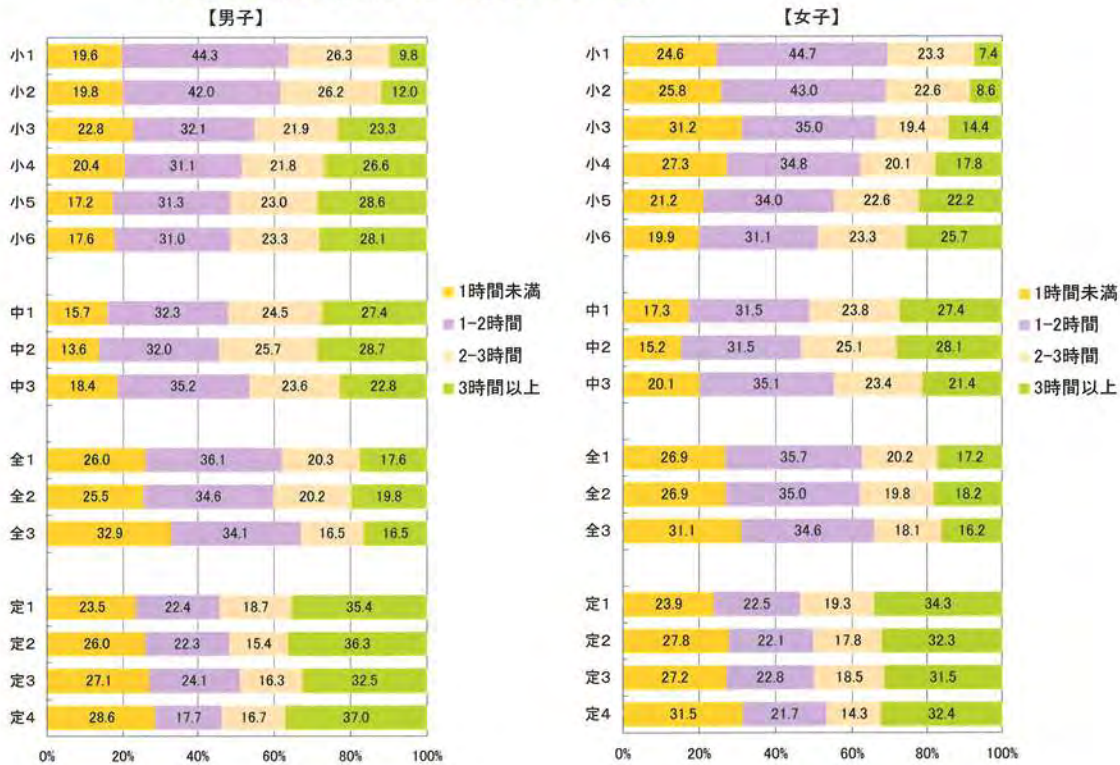 【男子】
小1 19.6 44.3 26.3 9.8
小2 19.8 42.0 26.2 12.0
小3 22.8 32.1 21.9 23.3
小4 20.4 31.1 21.8 26.6
小5 17.2 31.3 23.0 28.6
小6 17.6 31.0 23.3 28.1
中1 15.7 32.3 24.5 27.4
中2 13.6 32.0 25.7 28.7
中3 18.4 35.2 23.6 22.8
全1 26.0 36.1 20.3 17.6
全2 25.5 34.6 20.2 19.8
全3 32.9 34.1 16.5 16.5
定1 23.5 22.4 18.7 35.4
定2 26.0 22.3 15.4 36.3
定3 27.1 24.1 16.3 32.5
定4 28.6 17.7 16.7 37.0
0% 20% 40% 60% 80% 100%
1時間未満
1-2時間
2-3時間
3時間以上
【女子】
小1 24.6 44.7 23.3 7.4
小2 25.8 43.0 22.6 8.6
小3 31.2 35.0 19.4 14.4
小4 27.3 34.8 20.1 17.8
小5 21.2 34.0 22.6 22.2
小6 19.9 31.1 23.3 25.7
中1 17.3 31.5 23.8 27.4
中2 15.2 31.5 25.1 28.1
中3 20.1 35.1 23.4 21.4
全1 26.9 35.7 20.2 17.2
全2 26.9 35.0 19.8 18.2
全3 31.1 34.6 18.1 16.2
定1 23.9 22.5 19.3 34.3
定2 27.8 22.1 17.8 32.3
定3 27.2 22.8 18.5 31.5
定4 31.5 21.7 14.3 32.4
0% 20% 40% 60% 80% 100%
1時間未満
1-2時間
2-3時間
3時間以上